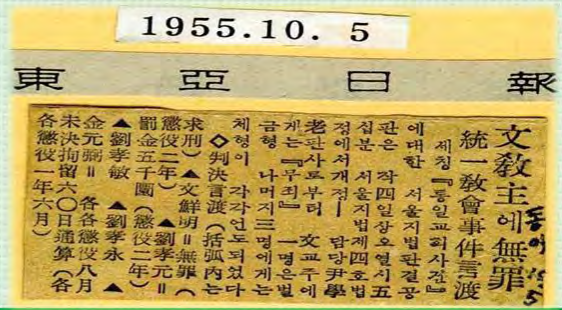 1955.10. 5
東亞日報
文敎主에無罪
統一敎會事件言渡
세칭『통일교회사건』
에대한 서울지법판결공
판은 작四일상오열시五
십분 서울지법제四호법
정에서개정— 담당尹學
老판사로부터 文교주에
게는『무죄』 一명은벌
금형 나머지三명에게는
체형이 각각언도되었다
◇判決言渡(括弧內는
求刑)▲文鮮明=無罪(
懲役二年)▲劉孝元=
罰金五千圜(懲役二年)
▲劉孝敏 ▲劉孝永 ▲
金元弼= 各各懲役八月
未決拘留六〇日通算(各
各懲役一年六月)